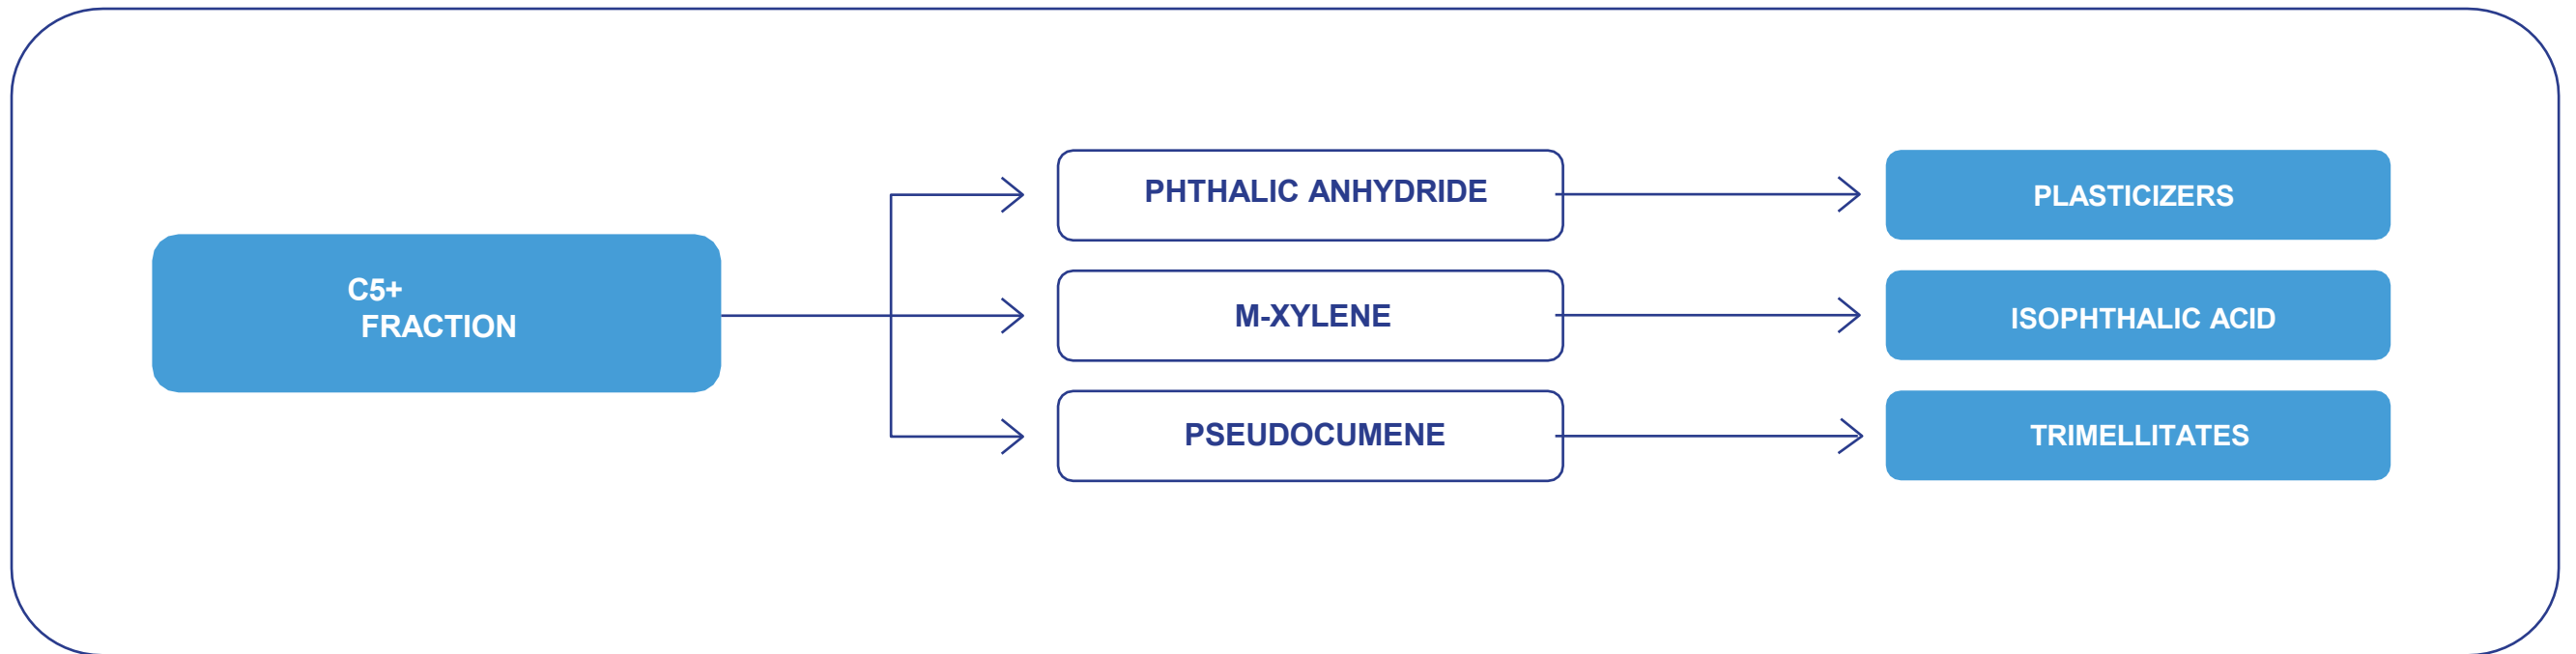 C5+
FRACTION
PHTHALIC ANHYDRIDE
PLASTICIZERS
M-XYLENE
ISOPHTHALIC ACID
PSEUDOCUMENE
TRIMELLITATES